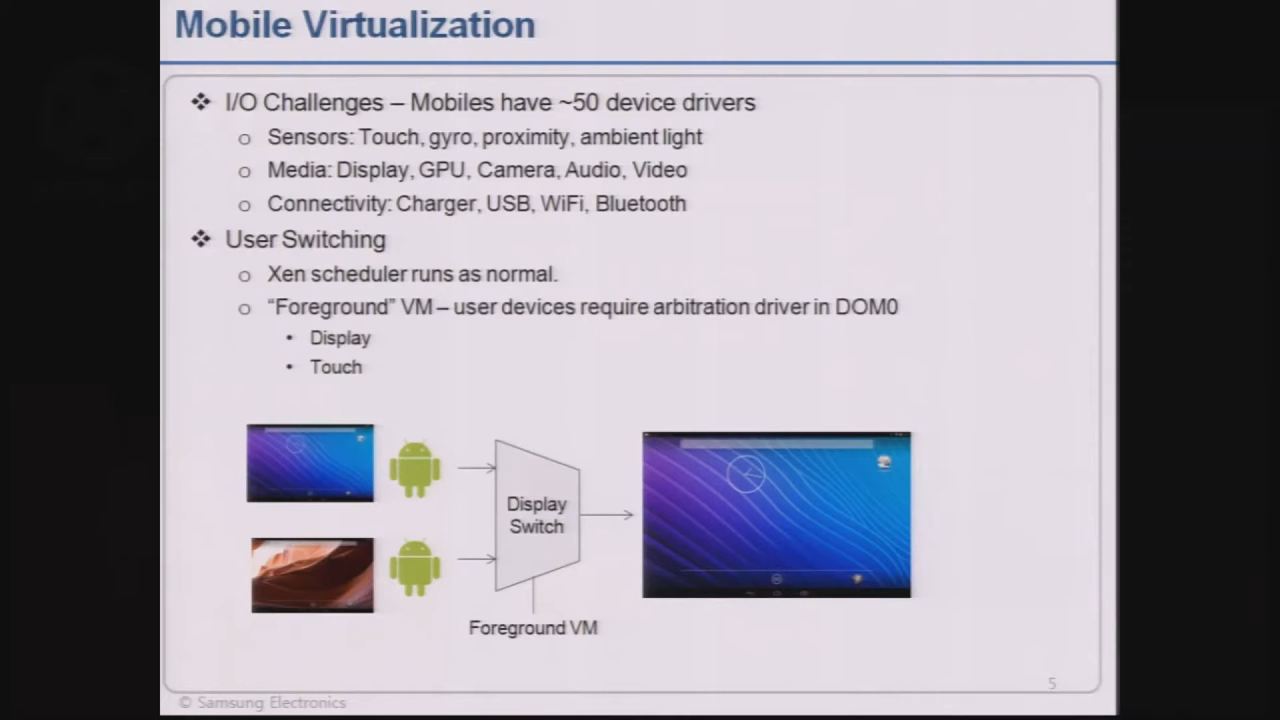 Mobile Virtualization
❖ I/O Challenges – Mobiles have ~50 device drivers
o Sensors: Touch, gyro, proximity, ambient light
o Media: Display, GPU, Camera, Audio, Video
o Connectivity: Charger, USB, WiFi, Bluetooth
❖ User Switching
o Xen scheduler runs as normal.
o “Foreground” VM – user devices require arbitration driver in DOM0
• Display
• Touch
Display
Switch
Foreground VM
5
© Samsung Electronics